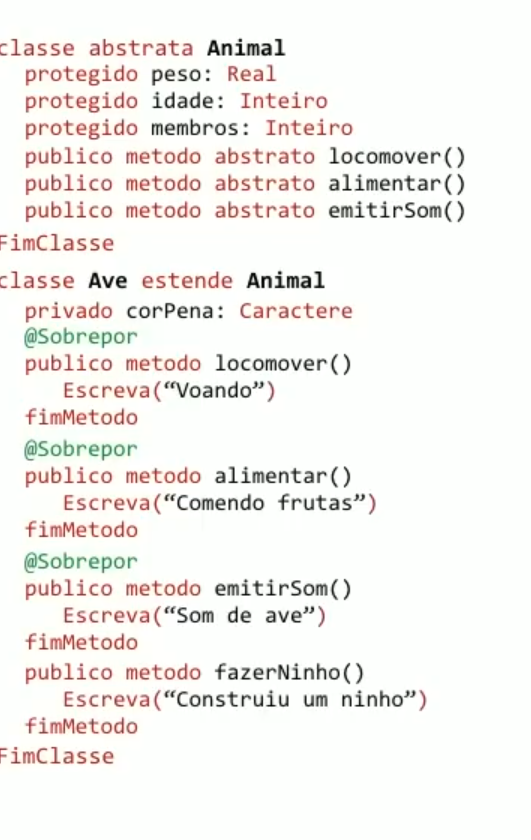 classe abstrata Animal
protegido peso: Real
protegido idade: Inteiro
protegido membros: Inteiro
publico metodo abstrato locomover()
publico metodo abstrato alimentar()
publico metodo abstrato emitirSom()
FimClasse
classe Ave estende Animal
privado corPena: Caractere
@Sobrepor
publico metodo locomover()
Escreva(“Voando”)
fimMetodo
@Sobrepor
publico metodo alimentar()
Escreva(“Comendo frutas”)
fimMetodo
@Sobrepor
publico metodo emitirSom()
Escreva(“Som de ave”)
fimMetodo
publico metodo fazerNinho()
Escreva(“Construiu um ninho”)
fimMetodo
FimClasse